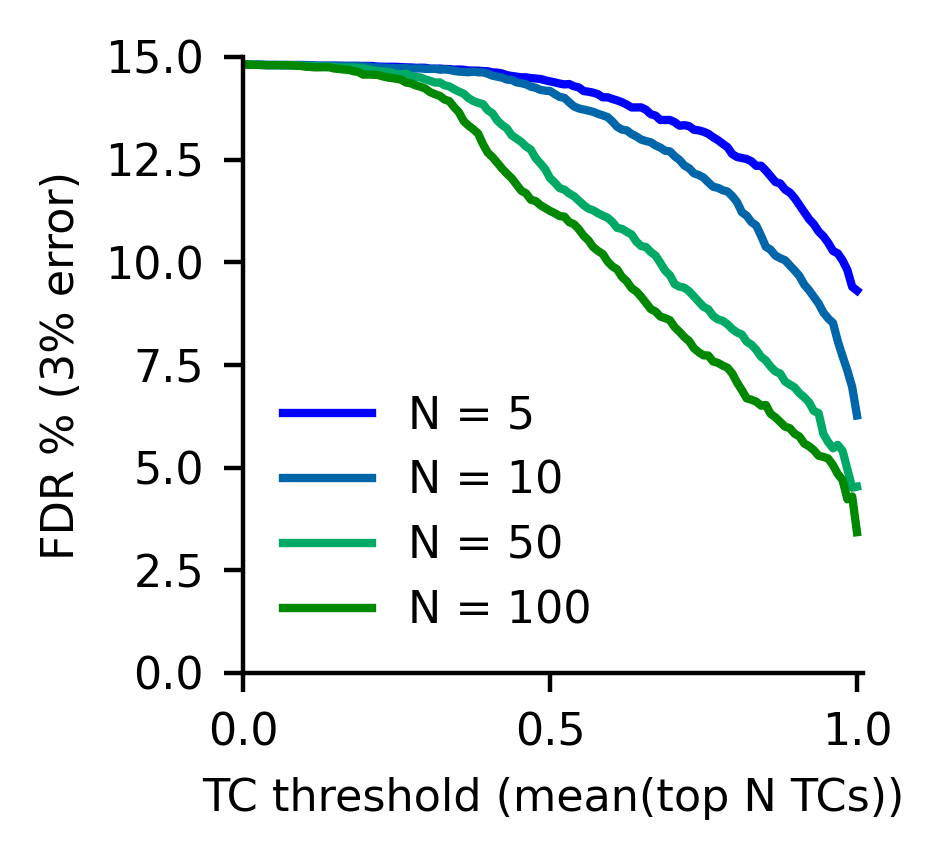 15.0
12.5
10.0
7.5
5.0
2.5
0.0
FDR % (3% error)
N = 5
N = 10
N = 50
N = 100
0.0 0.5 1.0
TC threshold (mean(top N TCs))